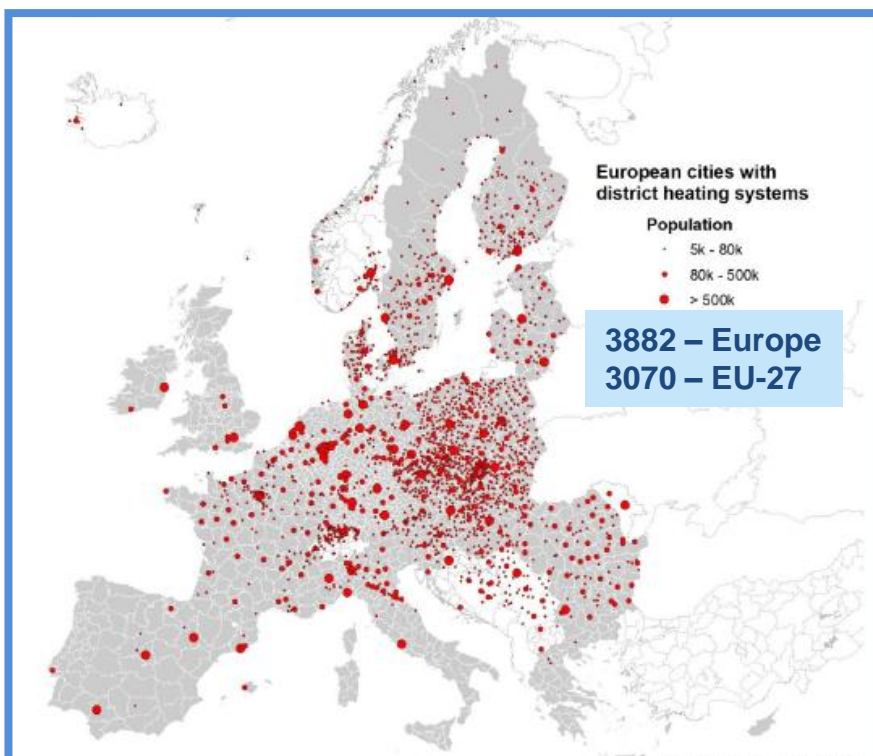 European cities with
district heating systems
Population
5k - 80k
80k - 500k
> 500k
3882 – Europe
3070 – EU-27